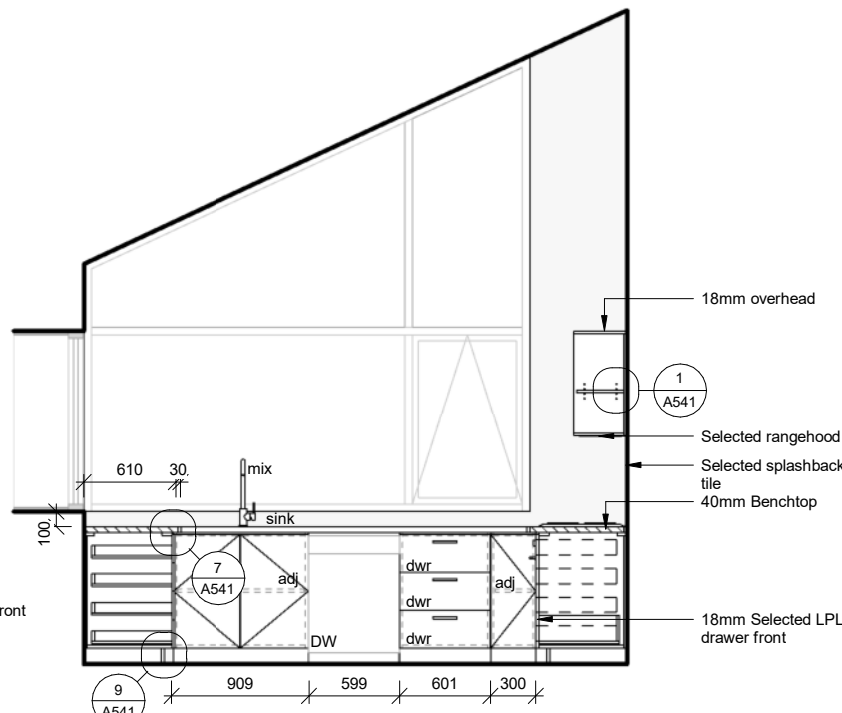 18mm overhead
1
A541
Selected rangehood
Selected splashback
tile
40mm Benchtop
610
30
mix
sink
100
7
A541
adj
dwr
adj
dwr
dwr
DW
18mm Selected LPL
drawer front
ront
9
A541
909
599
601
300